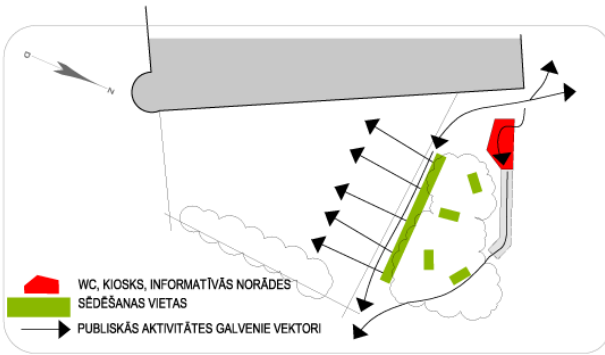 D
Z
WC, KIOSKS, INFORMATĪVĀS NORĀDES
SĒDĒŠANAS VIETAS
PUBLISKĀS AKTIVITĀTES GALVENIE VEKTORI